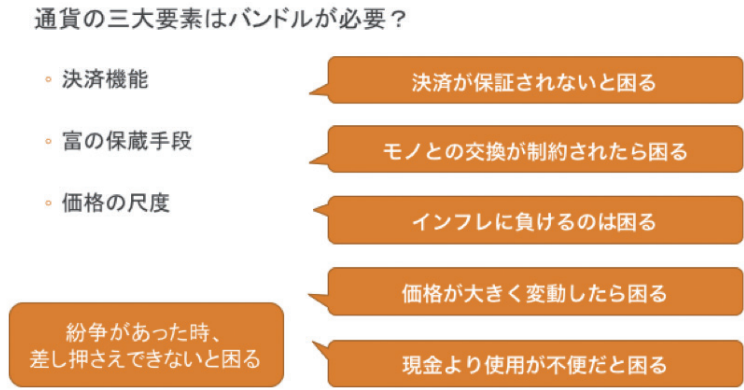 通貨の三大要素はバンドルが必要？
◦ 決済機能
決済が保証されないと困る
◦ 富の保蔵手段
モノとの交換が制約されたら困る
◦ 価格の尺度
インフレに負けるのは困る
価格が大きく変動したら困る
紛争があった時、
差し押さえできないと困る
現金より使用が不便だと困る